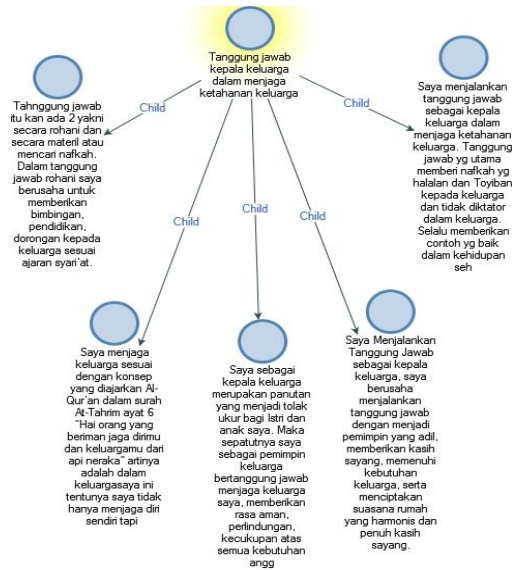 Tanggung jawab
kepala keluarga
dalam menjaga
ketahanan keluarga
Child
Child
Child
Child
Child
Tahnggung jawab
itu kan ada 2 yakni
secara rohani dan
secara materil atau
mencari nafkah.
Dalam tanggung
jawab rohani saya
berusaha untuk
memberikan
bimbingan,
pendidikan,
dorongan kepada
keluarga sesuai
ajaran syari'at.
Saya menjaga
keluarga sesuai
dengan konsep
yang diajarkan Al-
Qur'an dalam surah
At-Tahrim ayat 6
"Hai orang yang
beriman jaga dirimu
dan keluargamu dari
api neraka" artinya
adalah dalam
keluargasaya ini
tentunya saya tidak
hanya menjaga diri
sendiri tapi
Saya sebagai
kepala keluarga
merupakan panutan
yang menjadi tolak
ukur bagi Istri dan
anak saya. Maka
sepatutnya saya
sebagai pemimpin
keluarga
bertanggung jawab
menjaga keluarga
saya, memberikan
rasa aman,
perlindungan,
kecukupan atas
semua kebutuhan
angg
Saya Menjalankan
Tanggung Jawab
sebagai kepala
keluarga, saya
berusaha
menjalankan
tanggung jawab
dengan menjadi
pemimpin yang adil,
memberikan kasih
sayang, memenuhi
kebutuhan
keluarga, serta
menciptakan
suasana rumah
yang harmonis dan
penuh kasih
sayang.
Saya menjalankan
tanggung jawab
sebagai kepala
keluarga dalam
menjaga ketahanan
keluarga. Tanggung
jawab yg utama
memberi nafkah yg
halalan dan Toyiban
kepada keluarga
dan tidak diktator
dalam keluarga.
Selalu memberikan
contoh yg baik
dalam kehidupan
seh